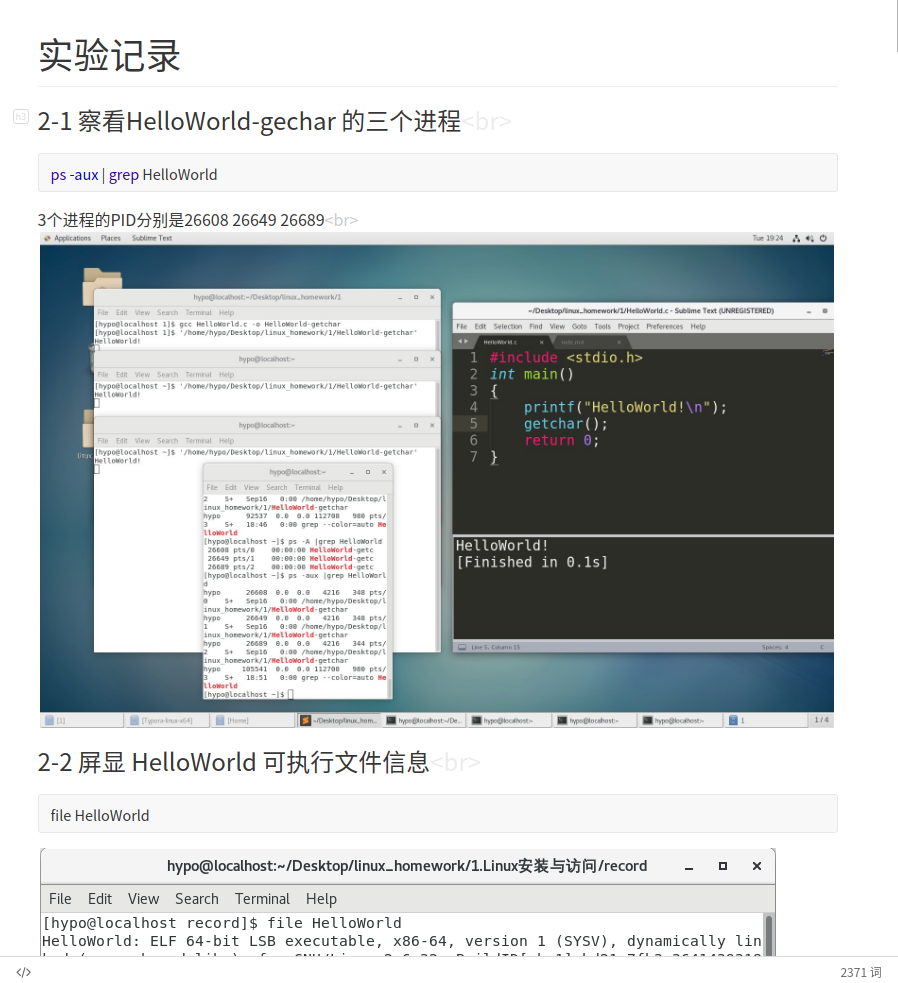 实验记录
h3
2-1 察看HelloWorld-gechar 的三个进程<br>
ps -aux | grep HelloWorld
3个进程的PID分别是26608 26649 26689<br>
Applications Places Sublime Text Tue 19:24
hypo@localhost:~/Desktop/linux_homework/1
File Edit View Search Terminal Help
[hypo@localhost 1]$ gcc HelloWorld.c -o HelloWorld-getchar
[hypo@localhost 1]$ '/home/hypo/Desktop/linux_homework/1/HelloWorld-getchar'
HelloWorld!
hypo@localhost:~
File Edit View Search Terminal Help
[hypo@localhost ~]$ '/home/hypo/Desktop/linux_homework/1/HelloWorld-getchar'
HelloWorld!
hypo@localhost:~
File Edit View Search Terminal Help
[hypo@localhost ~]$ '/home/hypo/Desktop/linux_homework/1/HelloWorld-getchar'
HelloWorld!
hypo@localhost:~
File Edit View Search Terminal Help
2 S+ Sep16 0:00 /home/hypo/Desktop/l
inux_homework/1/HelloWorld-getchar
hypo 92537 0.0 0.0 112708 980 pts/
3 S+ 18:46 0:00 grep --color=auto He
lloWorld
[hypo@localhost ~]$ ps -A |grep HelloWorld
26608 pts/0 00:00:00 HelloWorld-getc
26649 pts/1 00:00:00 HelloWorld-getc
26689 pts/2 00:00:00 HelloWorld-getc
[hypo@localhost ~]$ ps -aux |grep HelloWorl
d
hypo 26608 0.0 0.0 4216 348 pts/
0 S+ Sep16 0:00 /home/hypo/Desktop/l
inux_homework/1/HelloWorld-getchar
hypo 26649 0.0 0.0 4216 348 pts/
1 S+ Sep16 0:00 /home/hypo/Desktop/l
inux_homework/1/HelloWorld-getchar
hypo 26689 0.0 0.0 4216 344 pts/
2 S+ Sep16 0:00 /home/hypo/Desktop/l
inux_homework/1/HelloWorld-getchar
hypo 105541 0.0 0.0 112708 980 pts/
3 S+ 18:51 0:00 grep --color=auto He
lloWorld
[hypo@localhost ~]$
~/Desktop/linux_homework/1/HelloWorld.c - Sublime Text (UNREGISTERED)
File Edit Selection Find View Goto Tools Project Preferences Help
HelloWorld.c
1 #include <stdio.h>
2 int main()
3 {
4 printf("HelloWorld!\n");
5 getchar();
6 return 0;
7 }
HelloWorld!
[Finished in 0.1s]
Line 5, Column 15 Spaces: 4 C
[1] [Typora-linux-x64] [Home] ~/Desktop/linux_hom... hypo@localhost:~/De... hypo@localhost:~ hypo@localhost:~ hypo@localhost:~ 1 1 / 4
2-2 屏显 HelloWorld 可执行文件信息<br>
file HelloWorld
hypo@localhost:~/Desktop/linux_homework/1.Linux安装与访问/record
File Edit View Search Terminal Help
[hypo@localhost record]$ file HelloWorld
HelloWorld: ELF 64-bit LSB executable, x86-64, version 1 (SYSV), dynamically lin
</> 2371 词